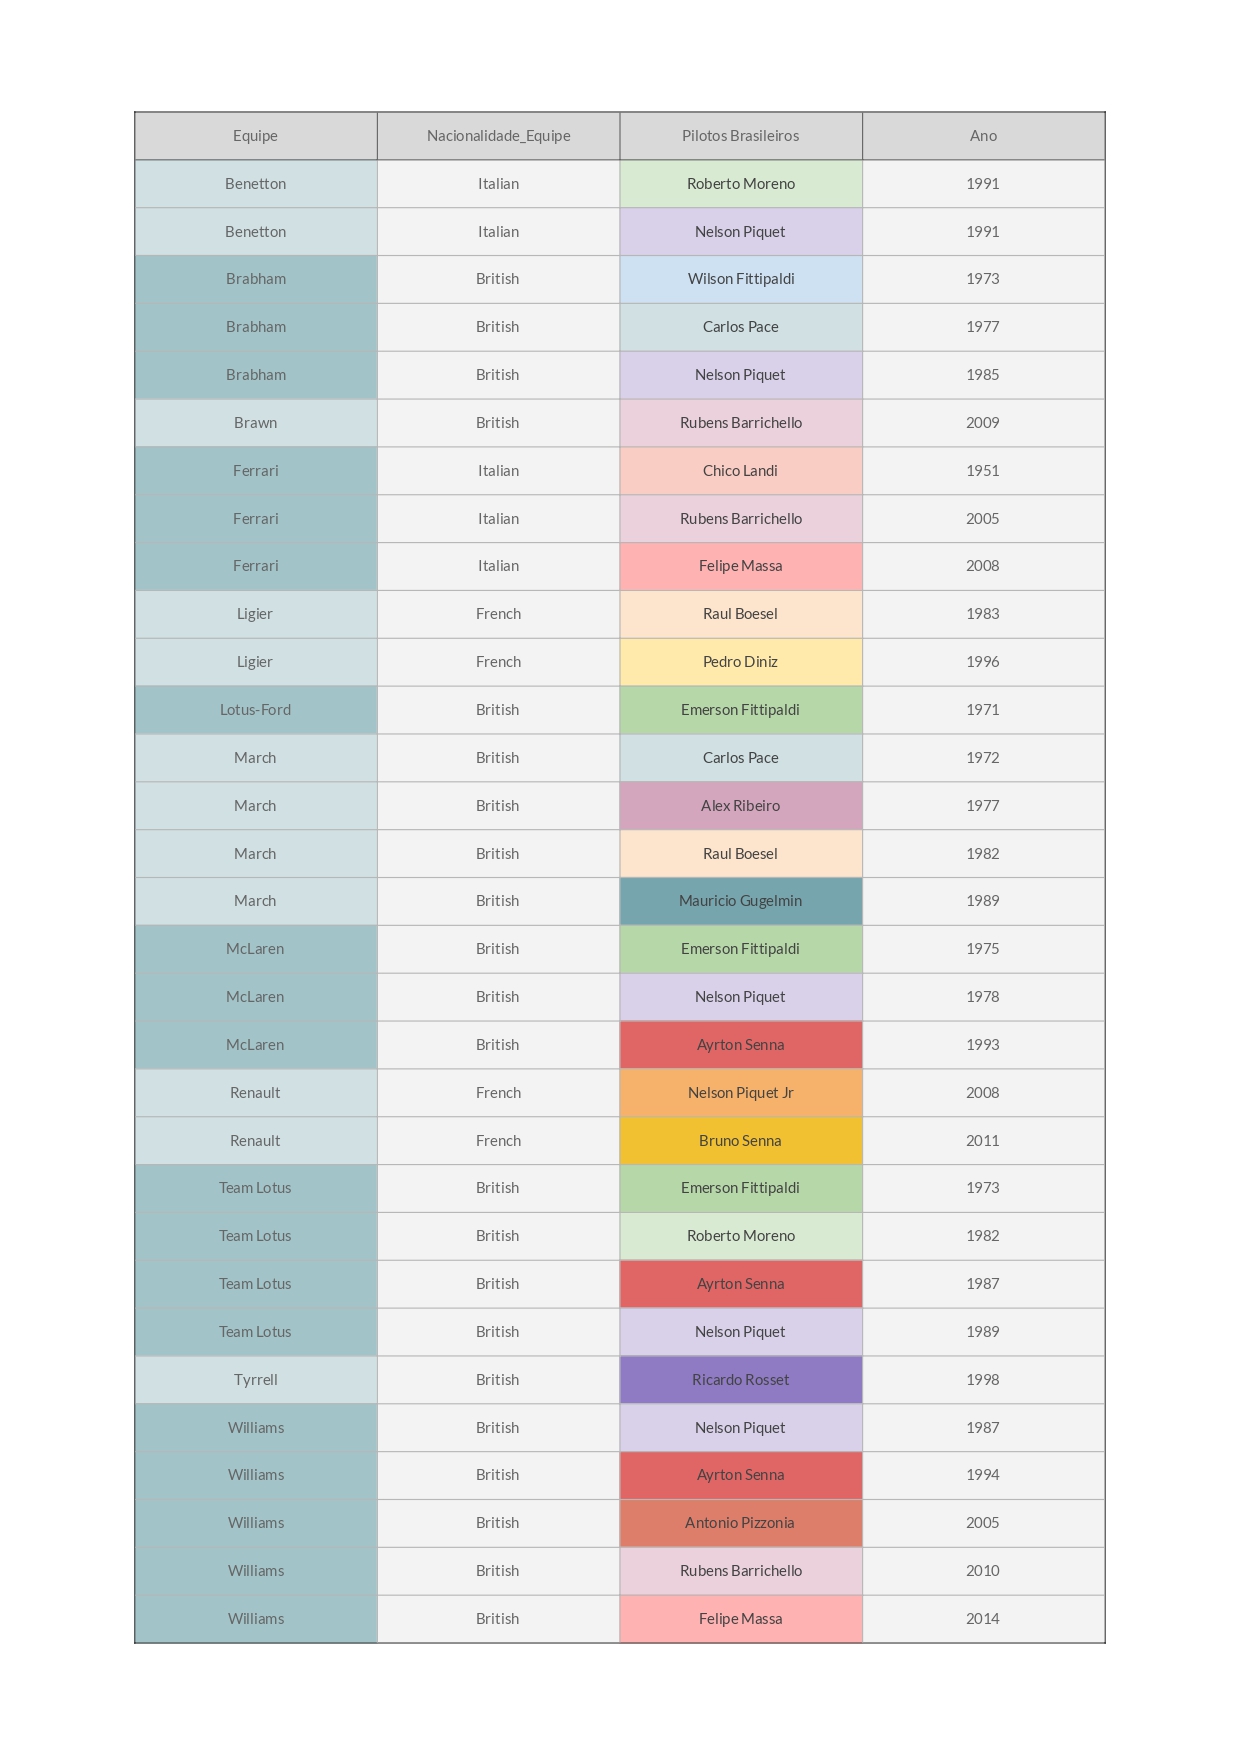 Equipe Nacionalidade_Equipe Pilotos Brasileiros Ano
Benetton Italian Roberto Moreno 1991
Benetton Italian Nelson Piquet 1991
Brabham British Wilson Fittipaldi 1973
Brabham British Carlos Pace 1977
Brabham British Nelson Piquet 1985
Brawn British Rubens Barrichello 2009
Ferrari Italian Chico Landi 1951
Ferrari Italian Rubens Barrichello 2005
Ferrari Italian Felipe Massa 2008
Ligier French Raul Boesel 1983
Ligier French Pedro Diniz 1996
Lotus-Ford British Emerson Fittipaldi 1971
March British Carlos Pace 1972
March British Alex Ribeiro 1977
March British Raul Boesel 1982
March British Mauricio Gugelmin 1989
McLaren British Emerson Fittipaldi 1975
McLaren British Nelson Piquet 1978
McLaren British Ayrton Senna 1993
Renault French Nelson Piquet Jr 2008
Renault French Bruno Senna 2011
Team Lotus British Emerson Fittipaldi 1973
Team Lotus British Roberto Moreno 1982
Team Lotus British Ayrton Senna 1987
Team Lotus British Nelson Piquet 1989
Tyrrell British Ricardo Rosset 1998
Williams British Nelson Piquet 1987
Williams British Ayrton Senna 1994
Williams British Antonio Pizzonia 2005
Williams British Rubens Barrichello 2010
Williams British Felipe Massa 2014